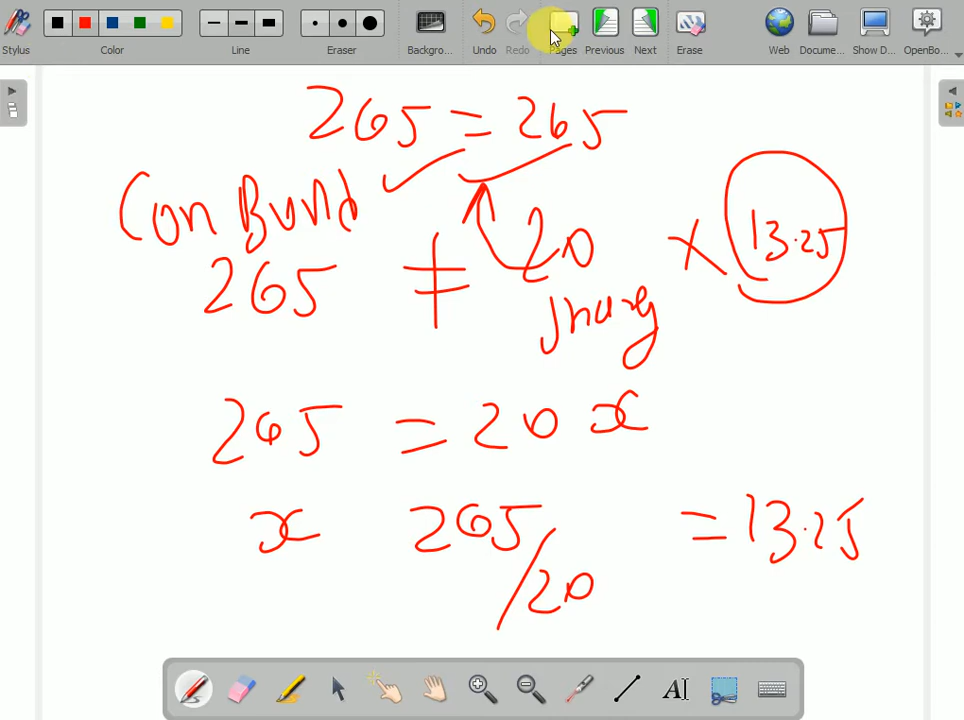 Stylus Color Line Eraser Backgro... Undo Redo Pages Previous Next Erase Web Docume... Show D... OpenBo...
265 = 265
Con Bund
265 ≠ 20 × 13.25
265 = 20x
x 265/20 = 13.25
AI